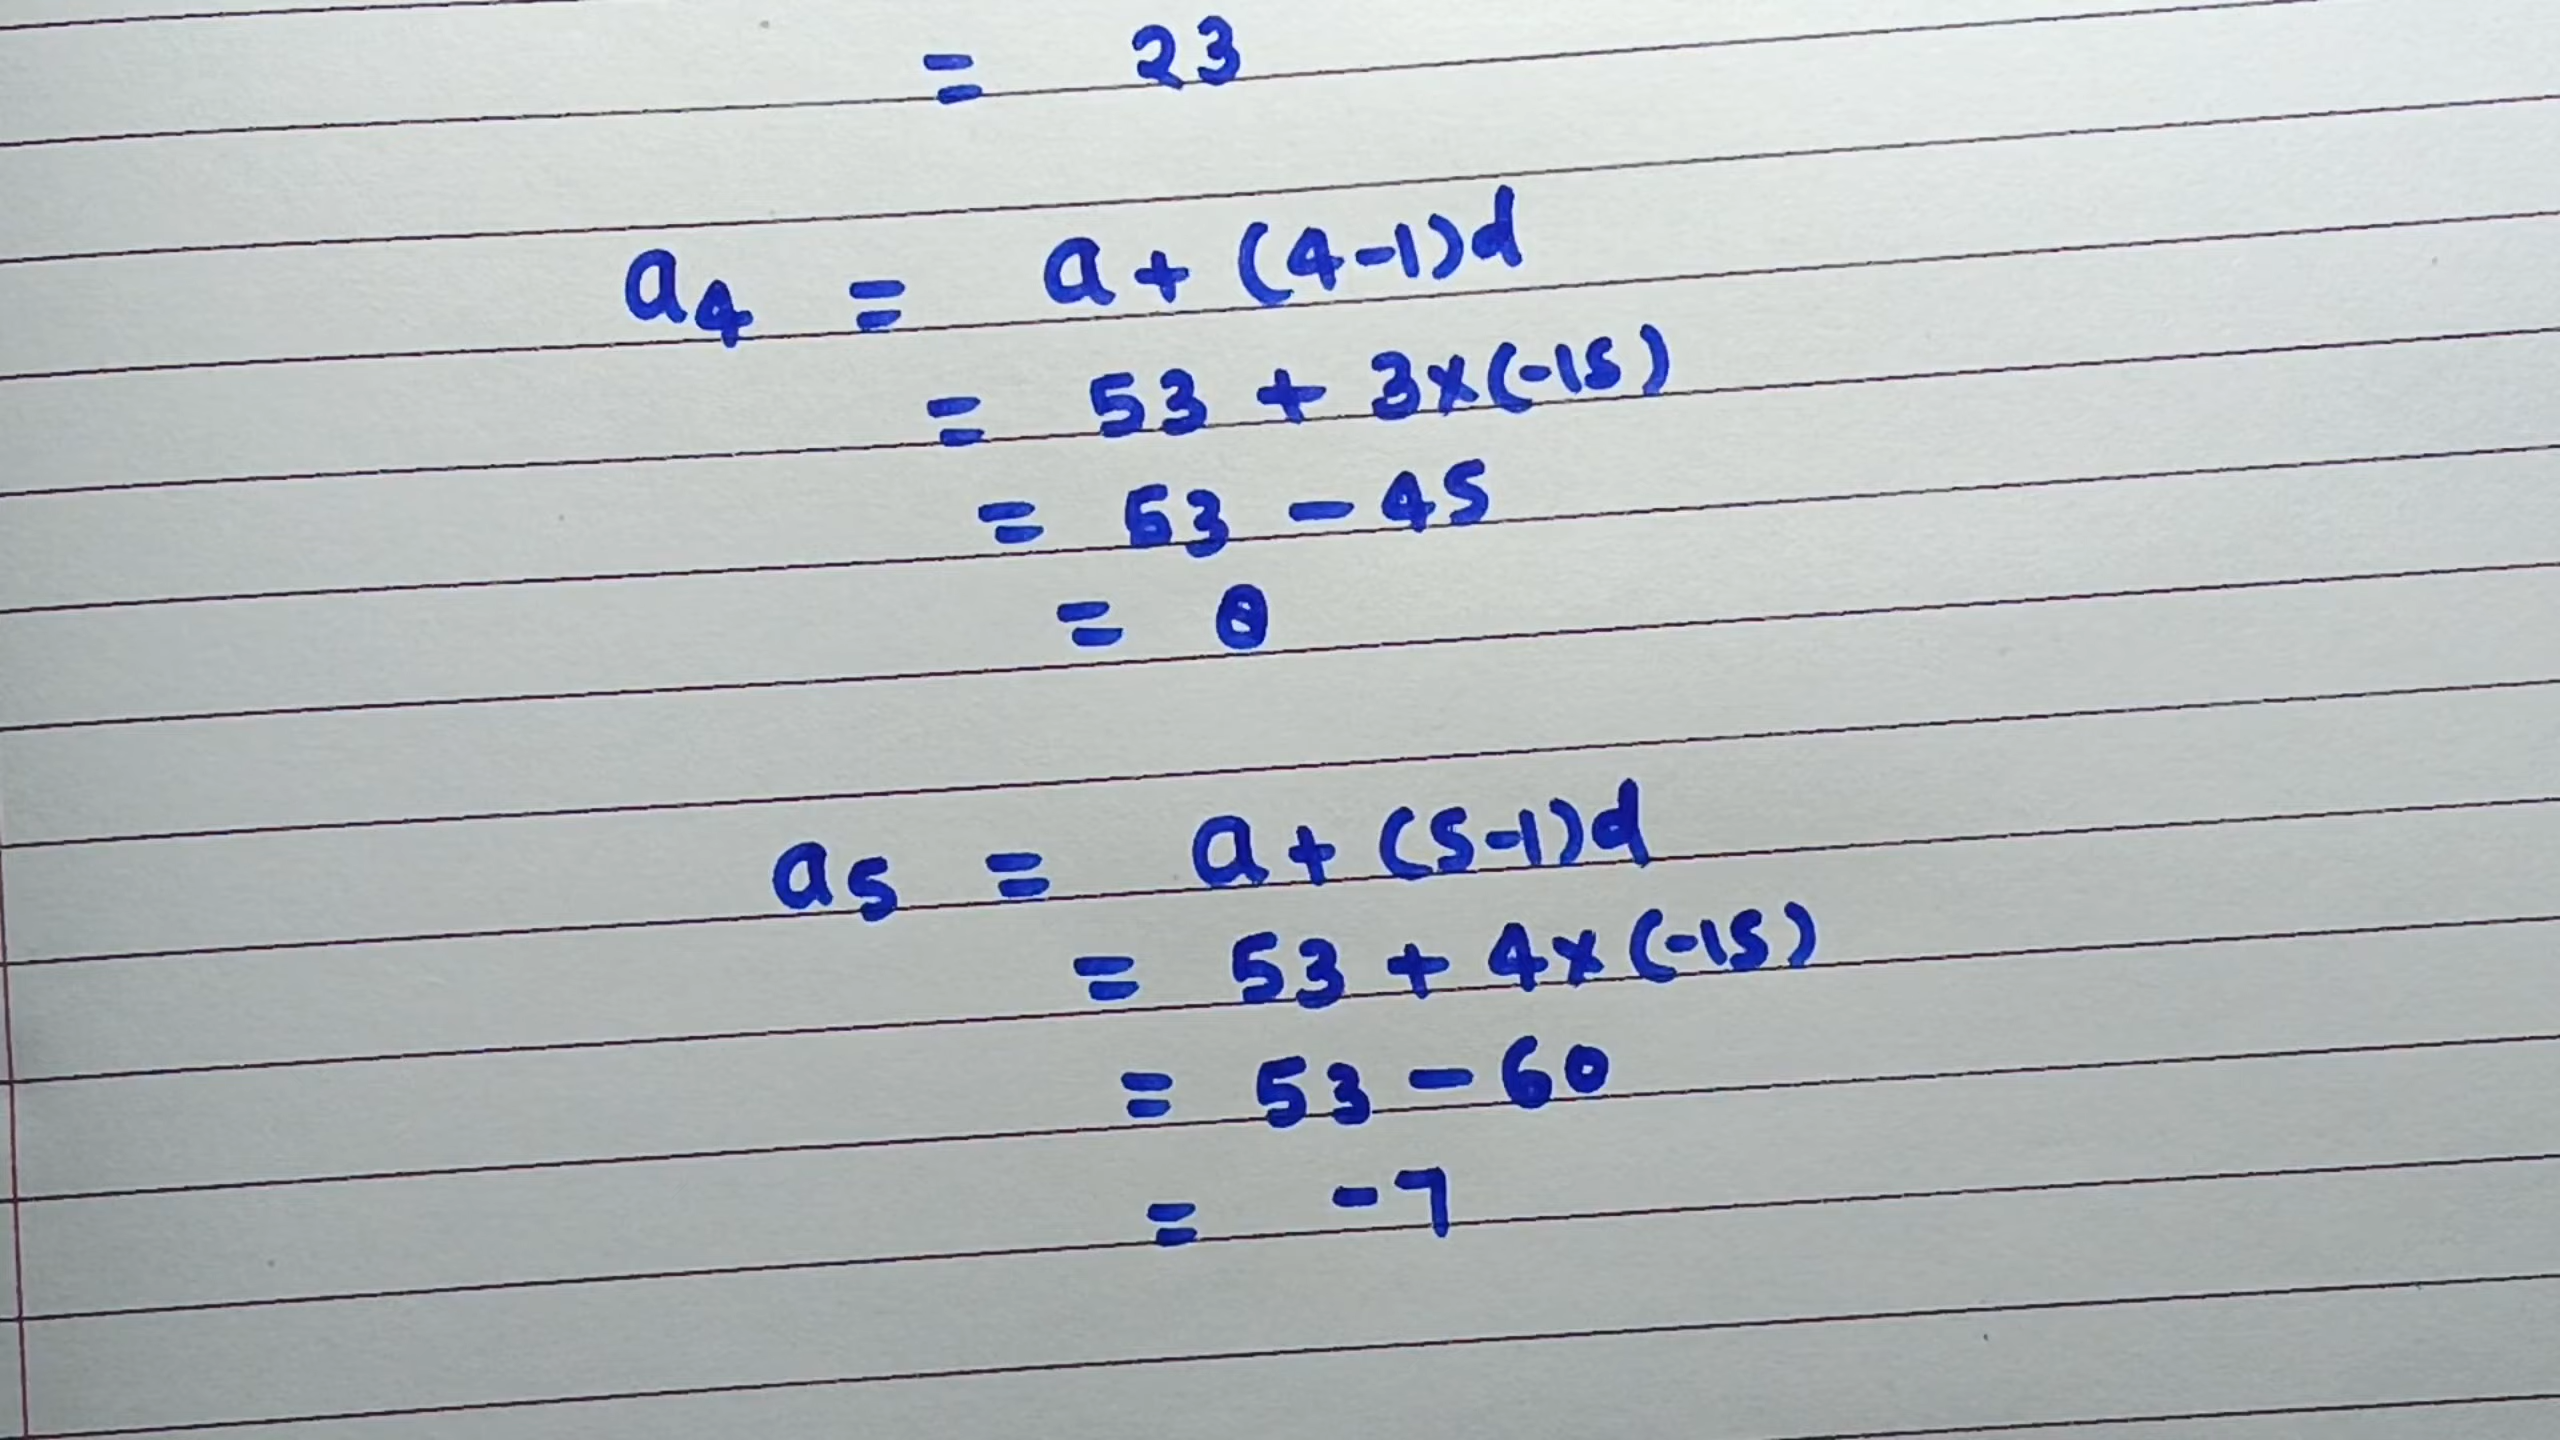 = 23
a₄ = a + (4-1)d
= 53 + 3×(-15)
= 53 - 45
= 8
a₅ = a + (5-1)d
= 53 + 4×(-15)
= 53 - 60
= -7